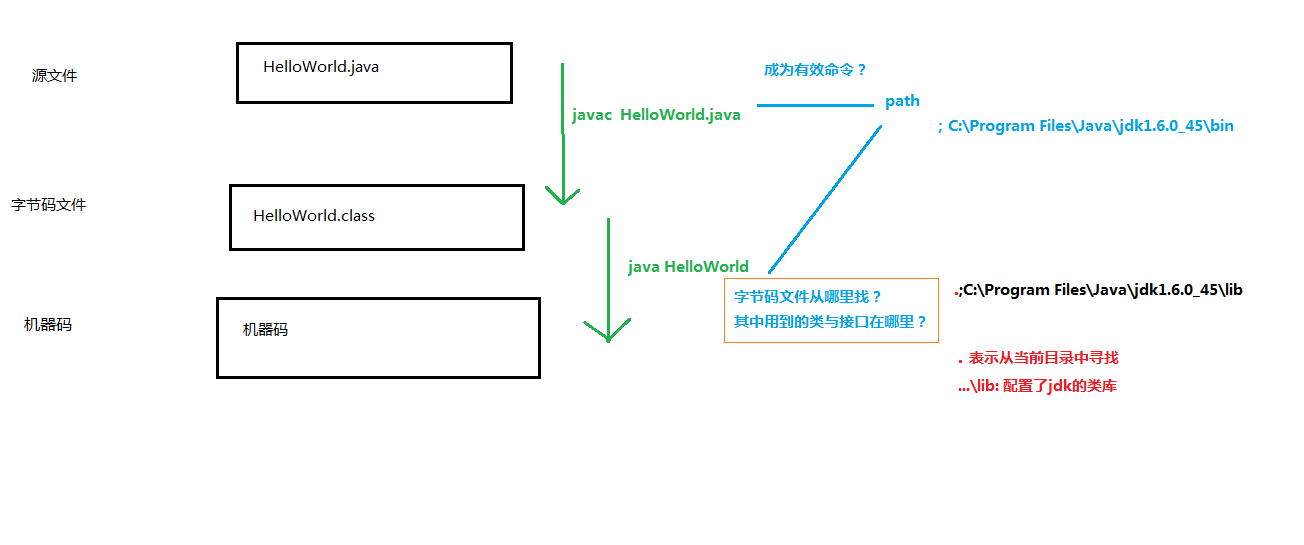 源文件
HelloWorld.java
成为有效命令？
javac  HelloWorld.java
path
；C:\Program Files\Java\jdk1.6.0_45\bin
字节码文件
HelloWorld.class
java HelloWorld
字节码文件从哪里找？
其中用到的类与接口在哪里？
.;C:\Program Files\Java\jdk1.6.0_45\lib
机器码
机器码
. 表示从当前目录中寻找
...\lib: 配置了jdk的类库